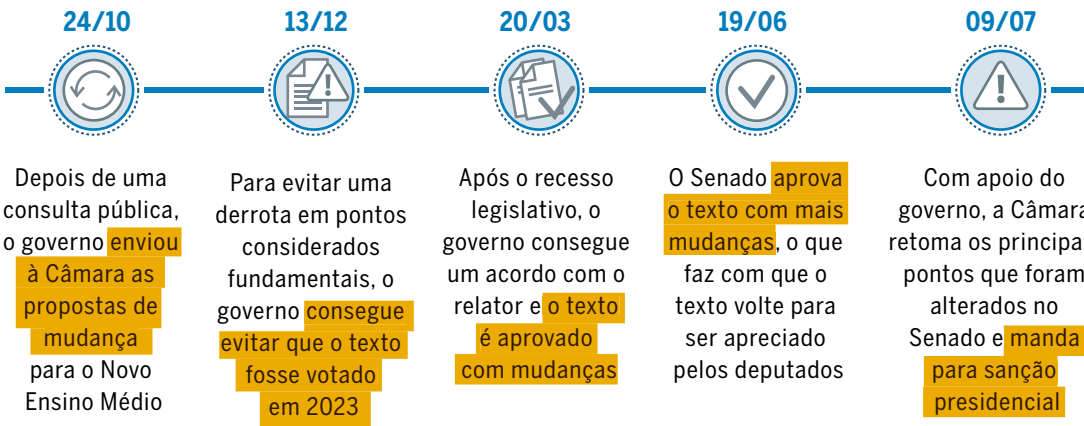 24/10
Depois de uma
consulta pública,
o governo enviou
à Câmara as
propostas de
mudança
para o Novo
Ensino Médio
13/12
Para evitar uma
derrota em pontos
considerados
fundamentais, o
governo consegue
evitar que o texto
fosse votado
em 2023
20/03
Após o recesso
legislativo, o
governo consegue
um acordo com o
relator e o texto
é aprovado
com mudanças
19/06
O Senado aprova
o texto com mais
mudanças, o que
faz com que o
texto volte para
ser apreciado
pelos deputados
09/07
Com apoio do
governo, a Câmara
retoma os principa
pontos que foram
alterados no
Senado e manda
para sanção
presidencial